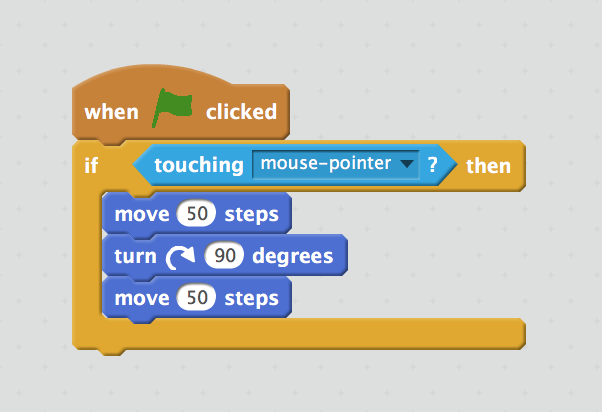 when clicked
if touching mouse-pointer ? then
move 50 steps
turn 90 degrees
move 50 steps